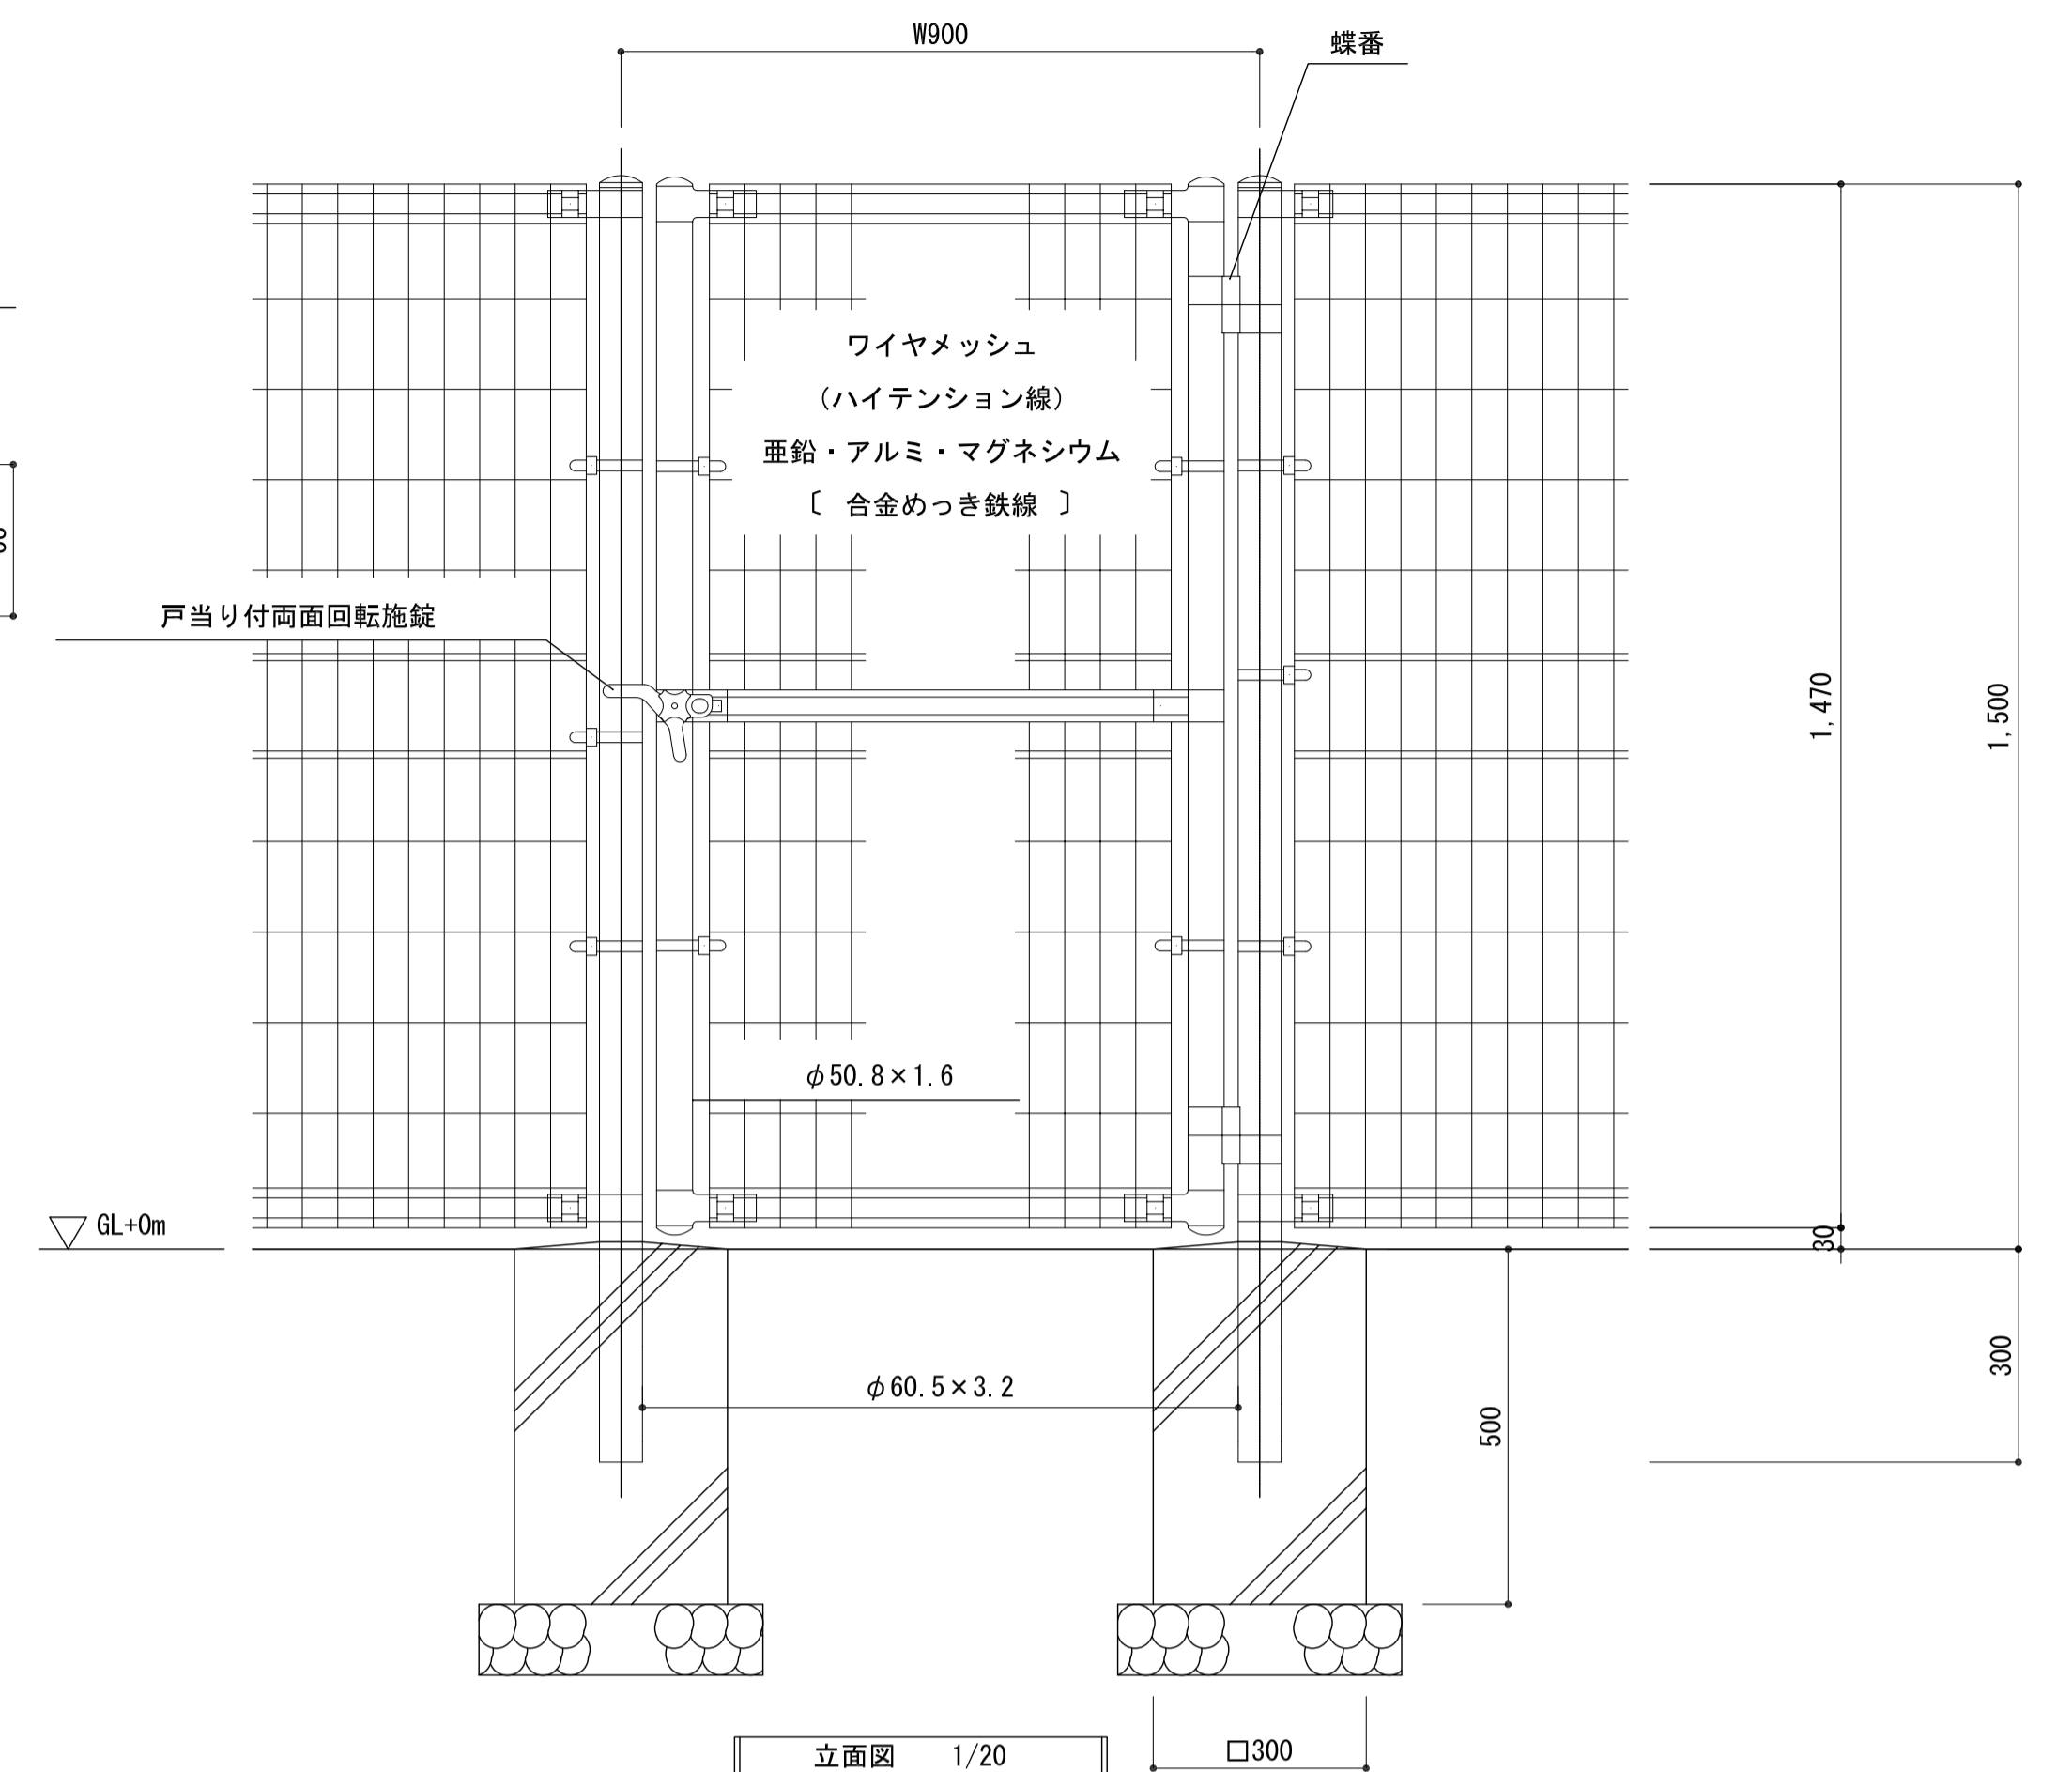 W900
蝶番
ワイヤメッシュ
（ハイテンション線）
亜鉛・アルミ・マグネシウム
〔 合金めっき鉄線 〕
戸当り付両面回転施錠
1,470
1,500
φ50.8×1.6
GL+0m
30
300
φ60.5×3.2
500
□300
立面図 1/20